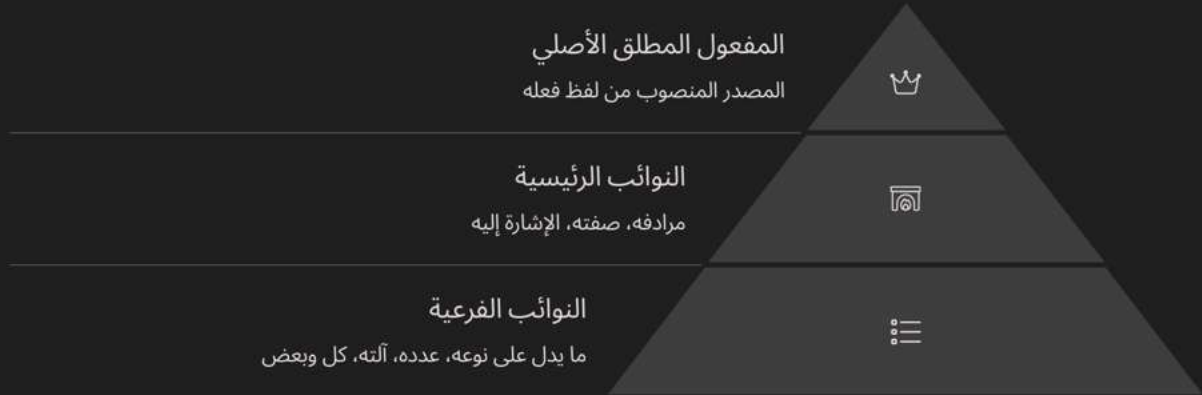 المفعول المطلق الأصلي
المصدر المنصوب من لفظ فعله
النوائب الرئيسية
مرادفه، صفته، الإشارة إليه
النوائب الفرعية
ما يدل على نوعه، عدده، آلته، كل وبعض